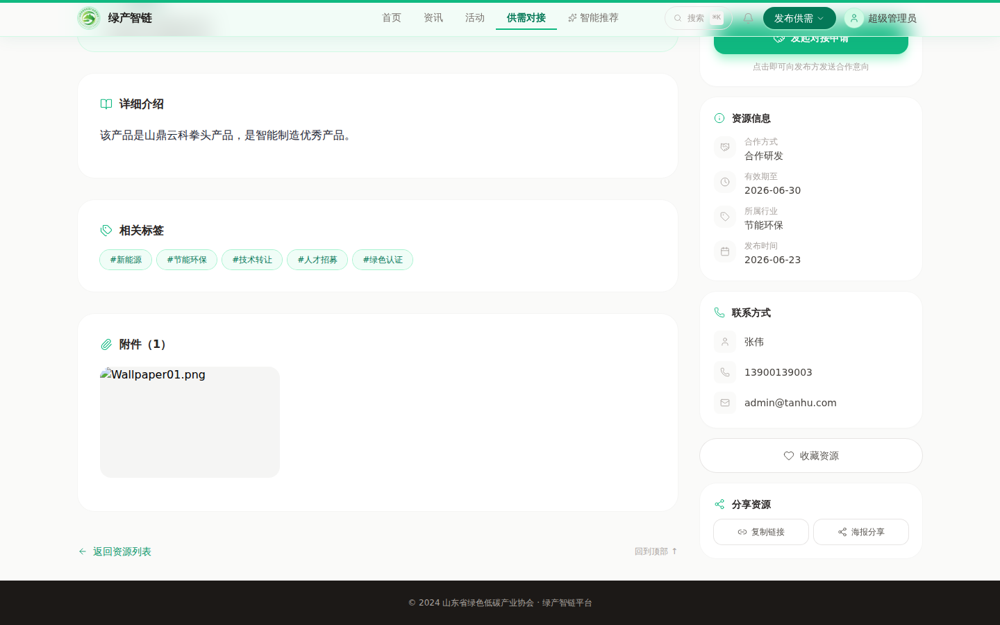 绿产智链
首页
资讯
活动
供需对接
智能推荐
搜索
⌘K
发布供需
超级管理员
发起对接申请
点击即可向发布方发送合作意向
详细介绍
该产品是山鼎云科拳头产品，是智能制造优秀产品。
相关标签
#新能源
#节能环保
#技术转让
#人才招募
#绿色认证
附件（1）
Wallpaper01.png
返回资源列表
回到顶部 ↑
资源信息
合作方式
合作研发
有效期至
2026-06-30
所属行业
节能环保
发布时间
2026-06-23
联系方式
张伟
13900139003
admin@tanhu.com
收藏资源
分享资源
复制链接
海报分享
© 2024 山东省绿色低碳产业协会 · 绿产智链平台